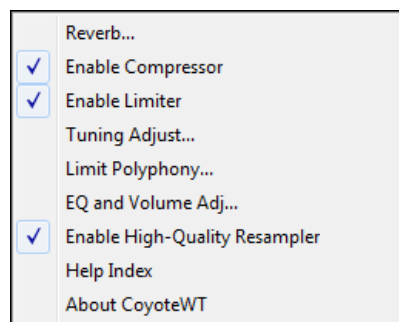 Reverb...
Enable Compressor
Enable Limiter
Tuning Adjust...
Limit Polyphony...
EQ and Volume Adj...
Enable High-Quality Resampler
Help Index
About CoyoteWT